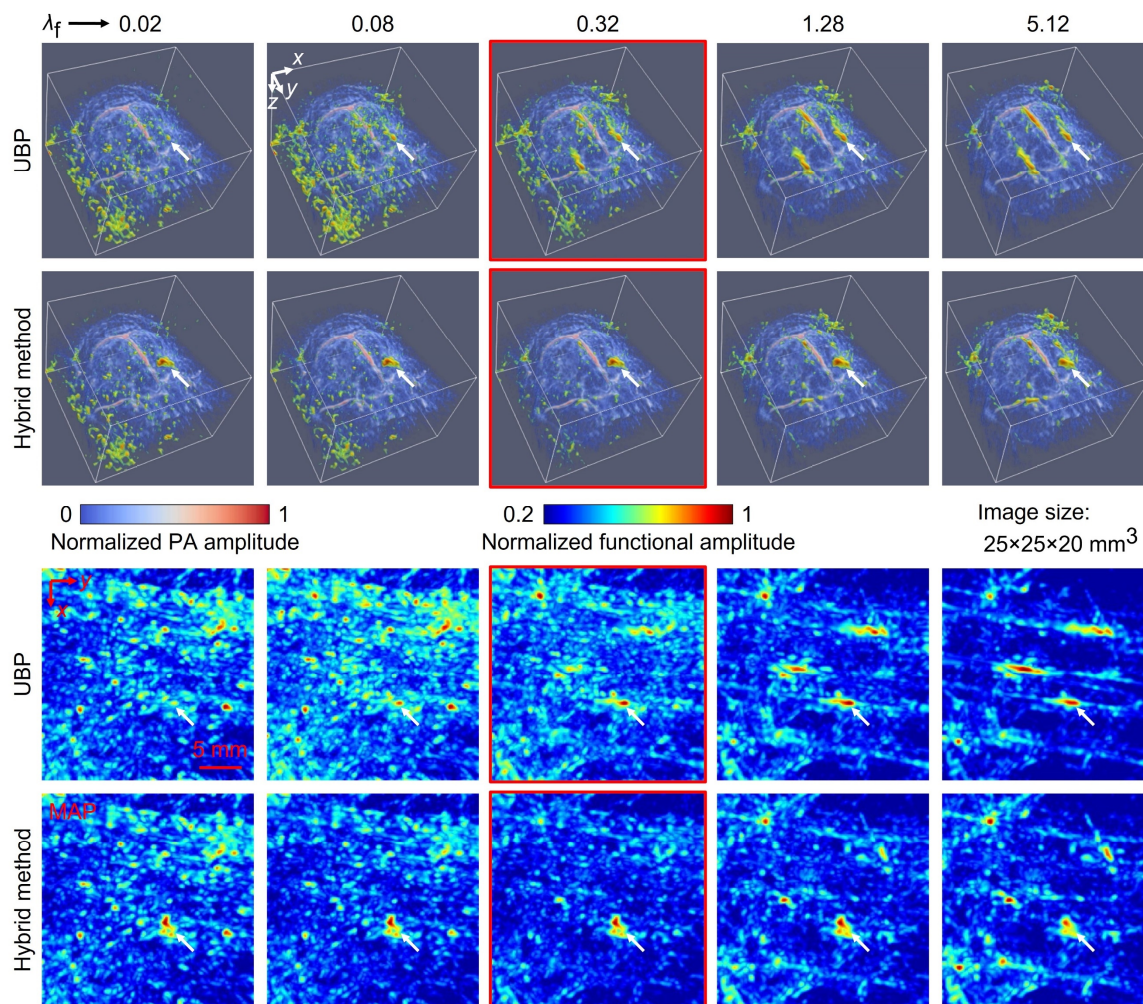 λf → 0.02 0.08 0.32 1.28 5.12
x
y
z
UBP
Hybrid method
0 1 0.2 1 Image size:
Normalized PA amplitude Normalized functional amplitude 25×25×20 mm³
y
x
UBP
5 mm
MAP
Hybrid method